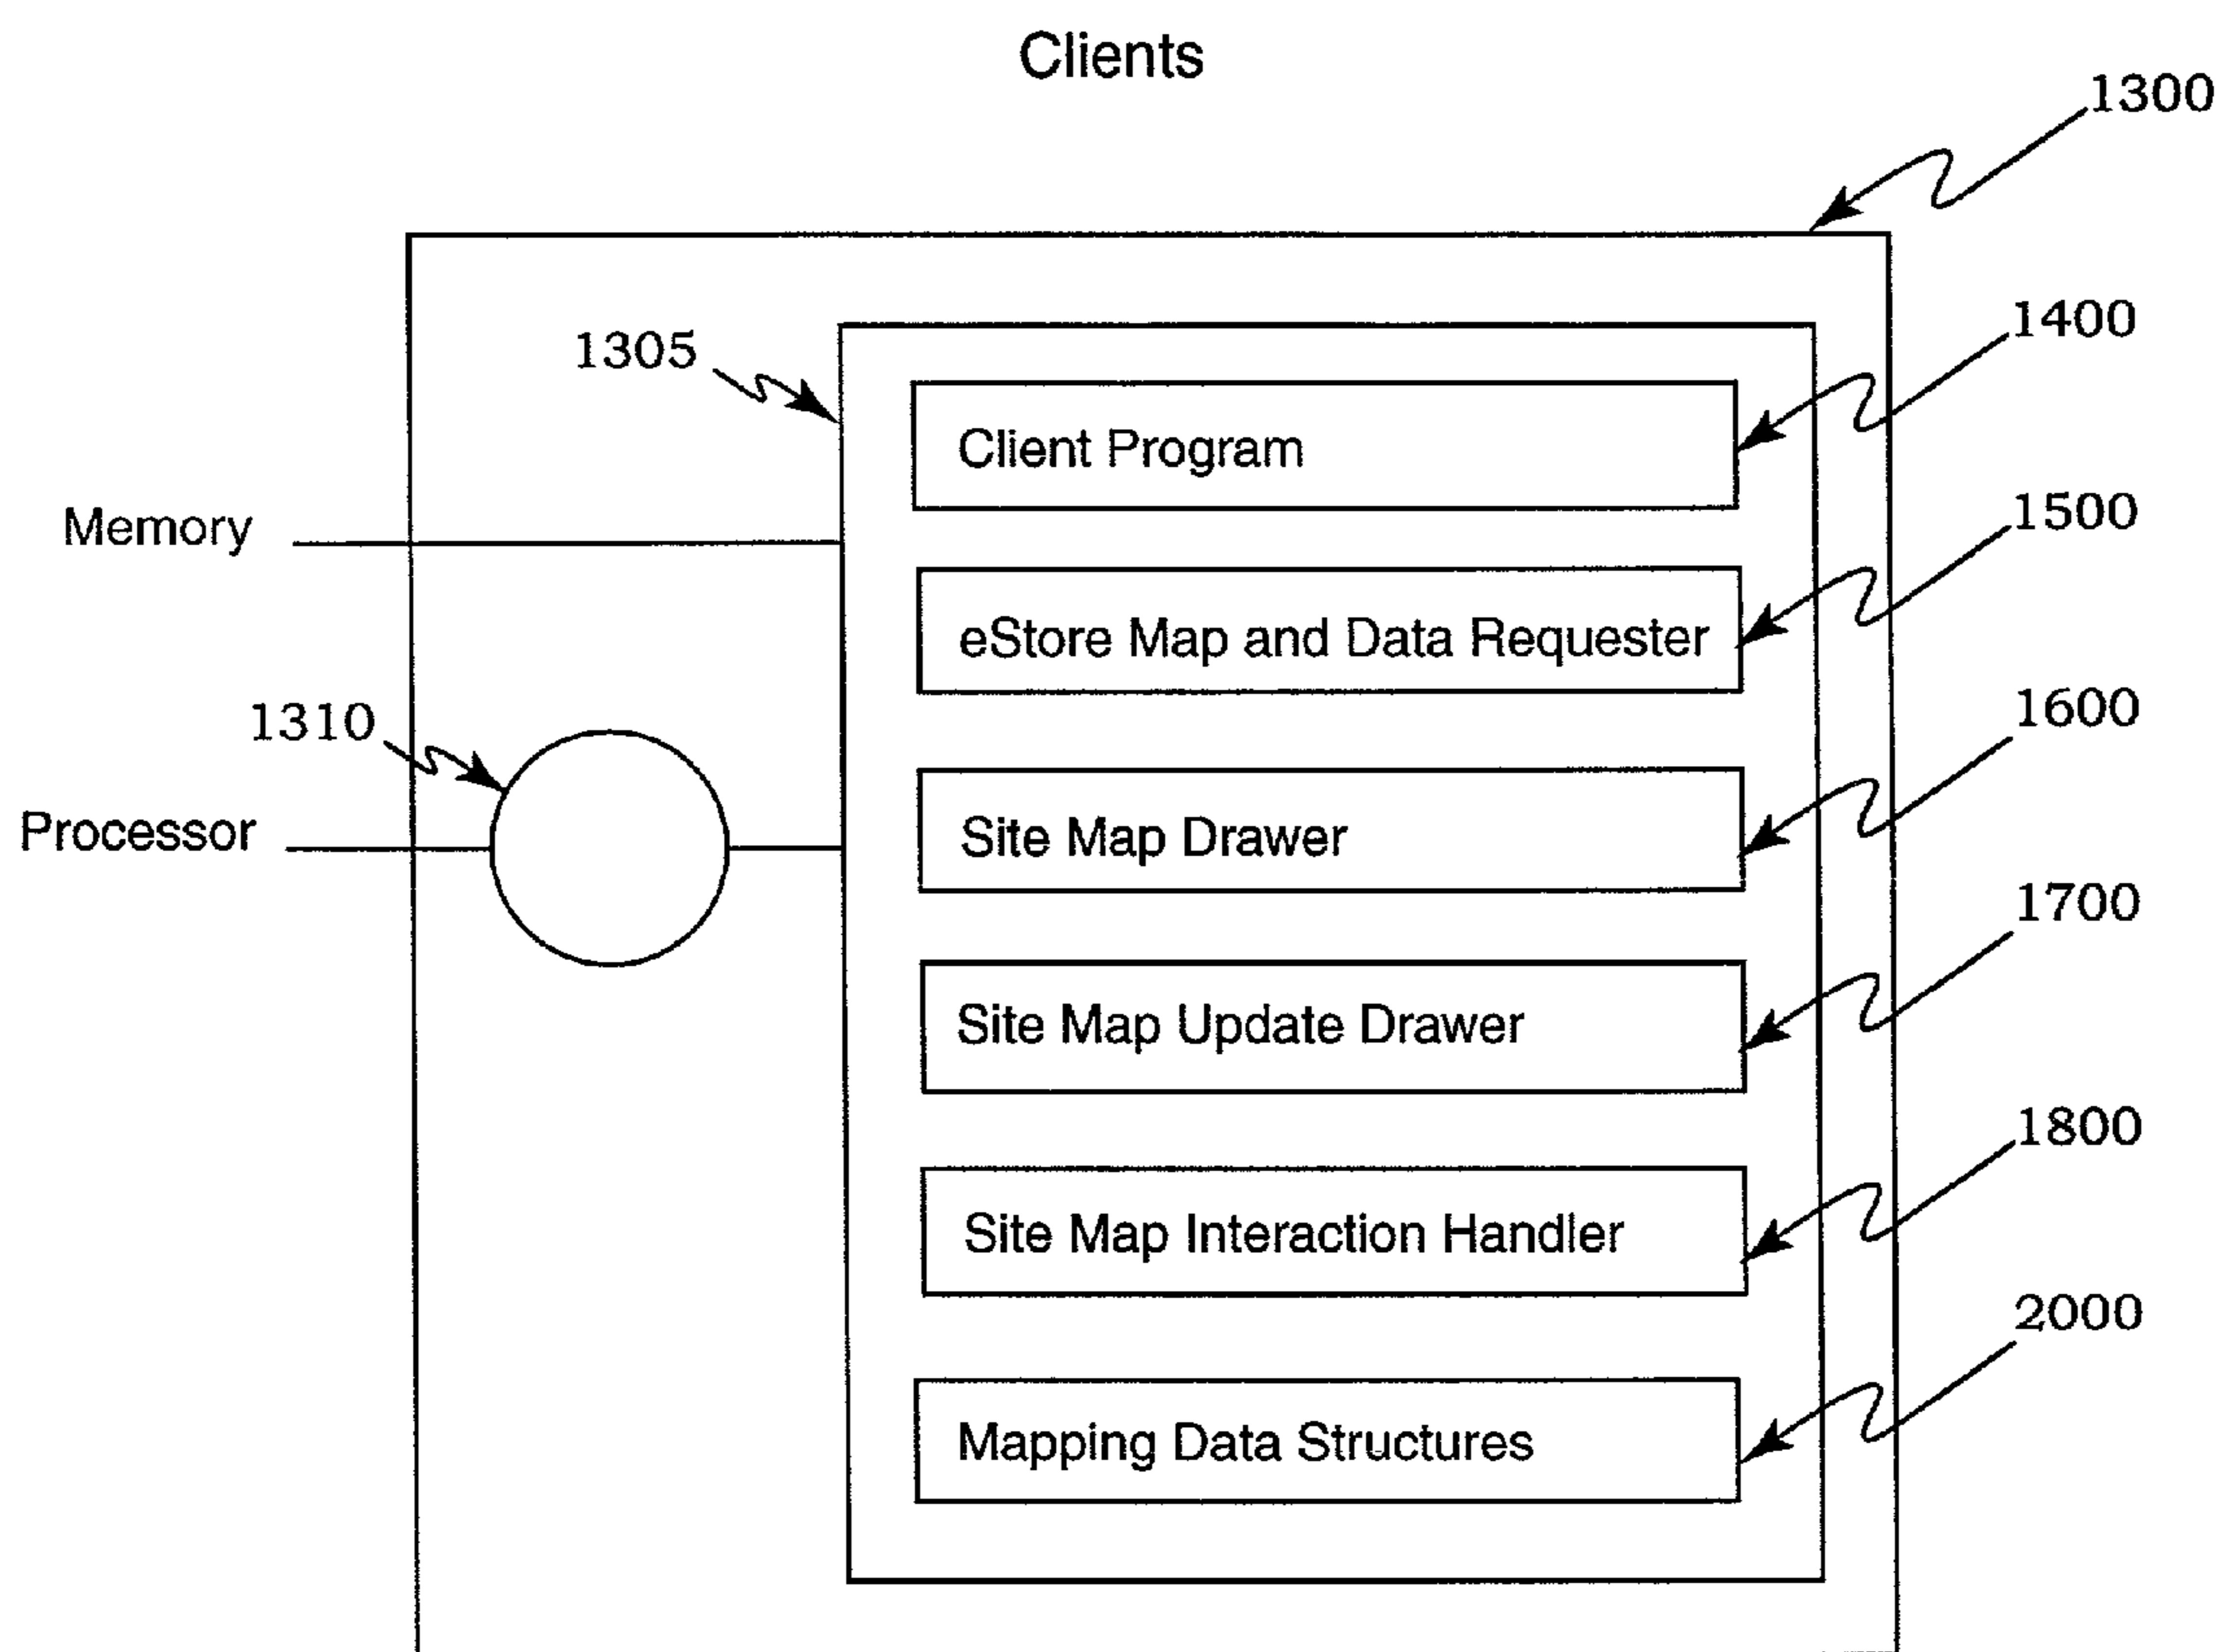 Clients
1300
1305
1400
Client Program
Memory
1500
eStore Map and Data Requester
1310
1600
Processor
Site Map Drawer
1700
Site Map Update Drawer
1800
Site Map Interaction Handler
2000
Mapping Data Structures